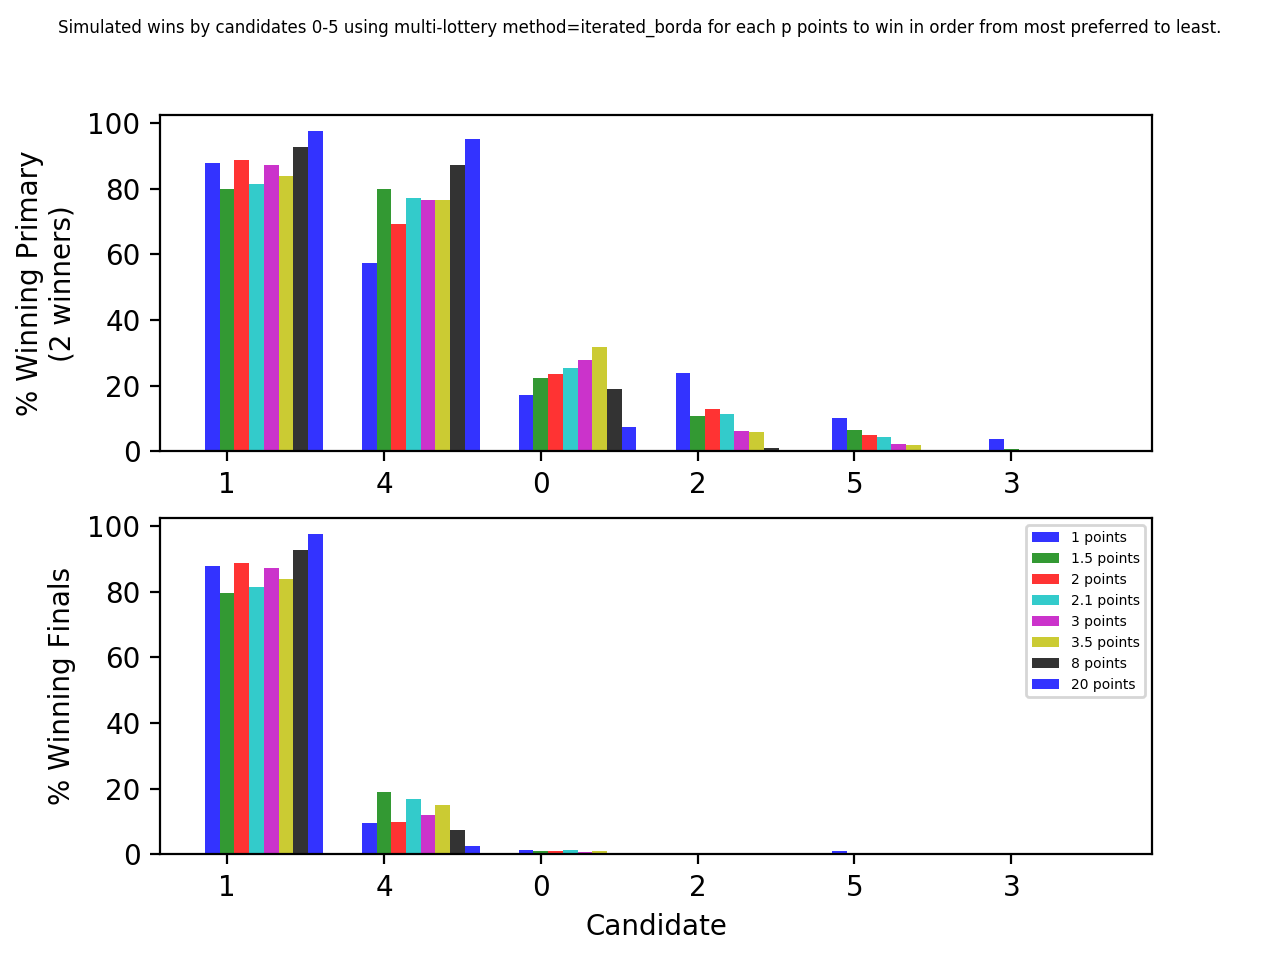 Simulated wins by candidates 0-5 using multi-lottery method=iterated_borda for each p points to win in order from most preferred to least.
% Winning Primary
(2 winners)
100
80
60
40
20
0
1 4 0 2 5 3
% Winning Finals
100
80
60
40
20
0
1 points
1.5 points
2 points
2.1 points
3 points
3.5 points
8 points
20 points
1 4 0 2 5 3
Candidate